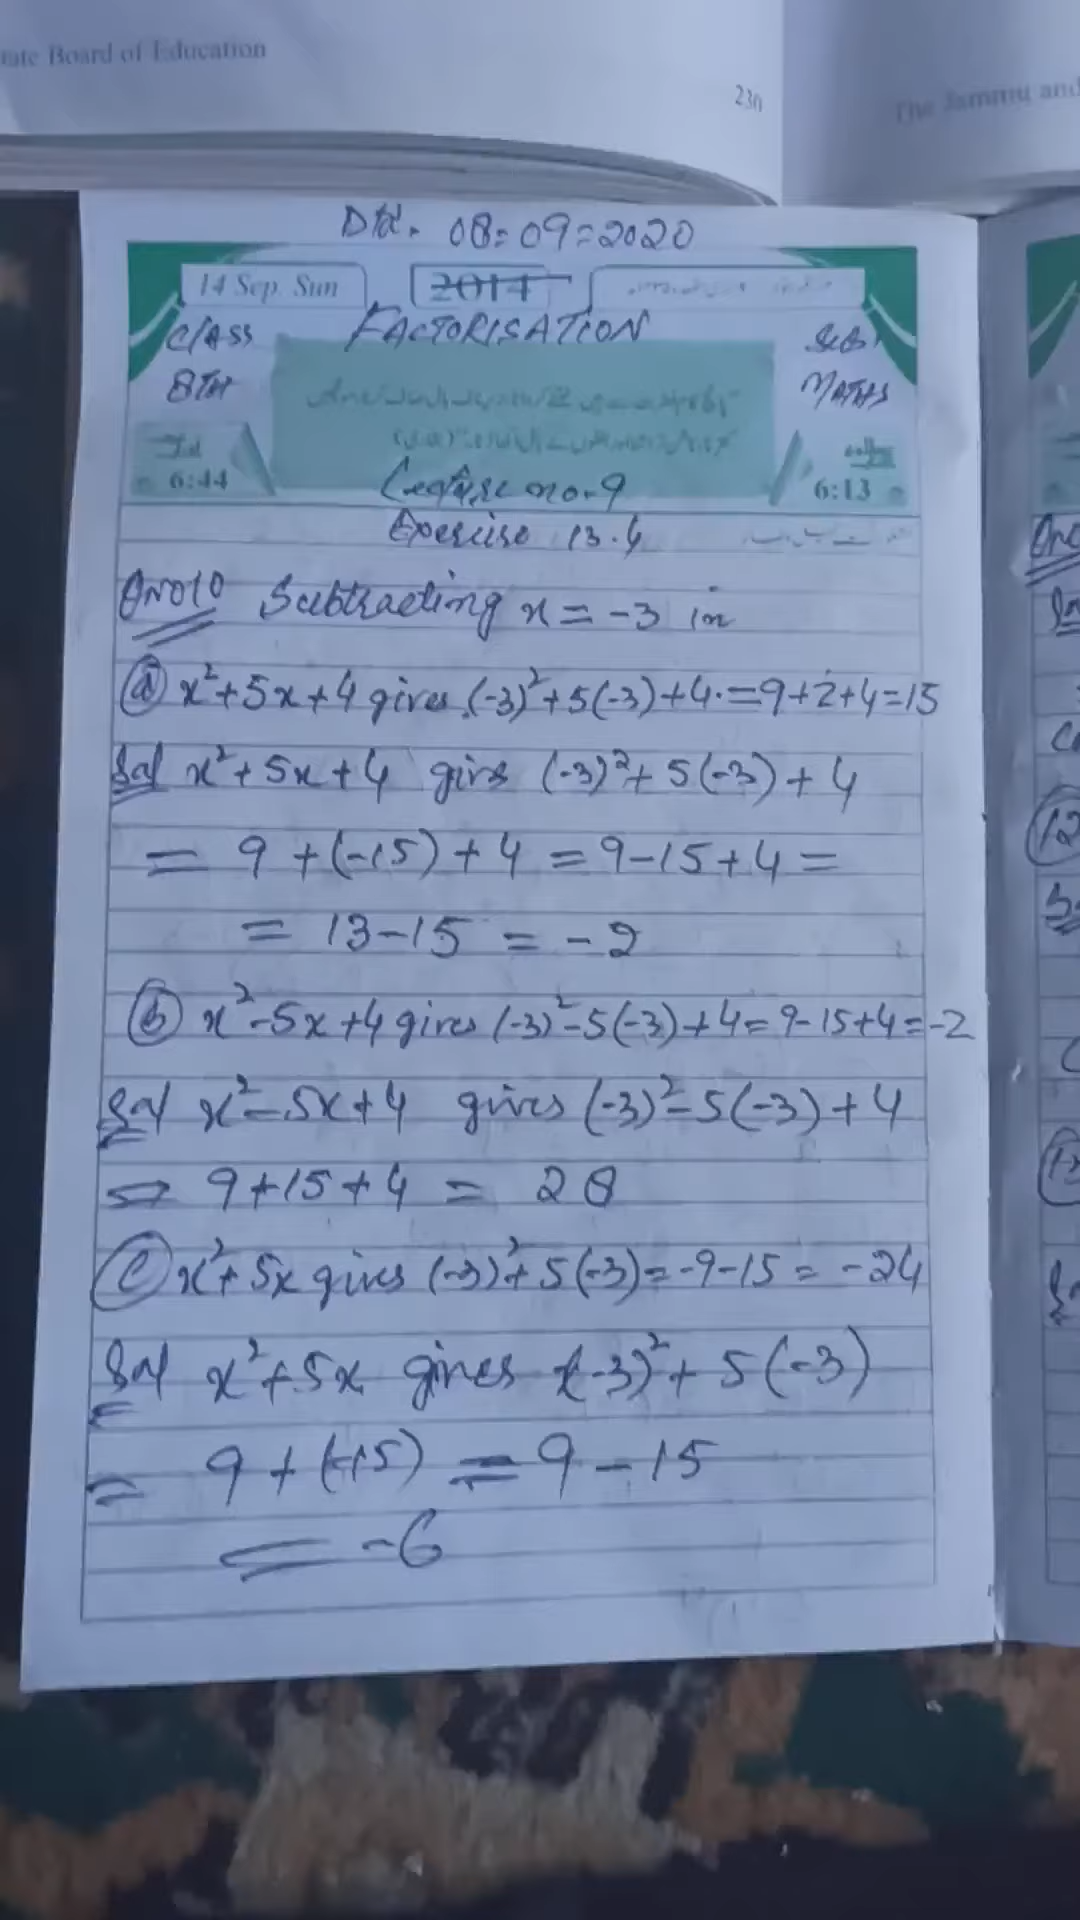 tate Board of Education
230
The Jammu and
Dtd. 08=09=2020
14 Sep. Sun
2014
CLASS
FACTORISATION
Sub
8TH
MATHS
6:44
Lecture no.9
6:13
Exercise 13.4
Qno10 Subtracting x = -3 in
(a) x²+5x+4 gives (-3)²+5(-3)+4.=9+2+4=15
Sol x²+5x+4 give (-3)²+5(-3)+4
= 9+(-15)+4 = 9-15+4=
= 13-15 = -2
(b) x²-5x+4 gives (-3)²-5(-3)+4=9-15+4=-2
Sol x²-5x+4 gives (-3)²-5(-3)+4
⇒ 9+15+4 = 28
(c) x²+5x gives (-3)²+5(-3)=-9-15=-24
Sol x²+5x gives (-3)²+5(-3)
= 9+(-15) = 9-15
= -6